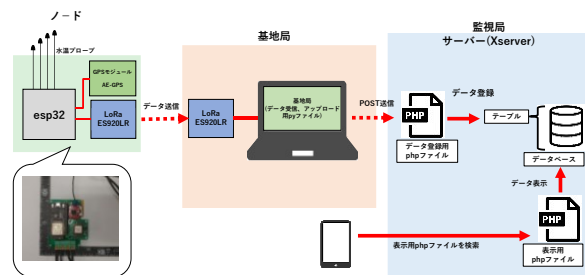 ノード
水温プローブ
GPSモジュール
AE-GPS
esp32
LoRa
ES920LR
データ送信
基地局
LoRa
ES920LR
基地局
(データ受信、アップロード
用pyファイル)
POST送信
監視局
サーバー(Xserver)
PHP
データ登録用
phpファイル
データ登録
テーブル
データベース
データ表示
PHP
表示用
phpファイル
表示用phpファイルを検索